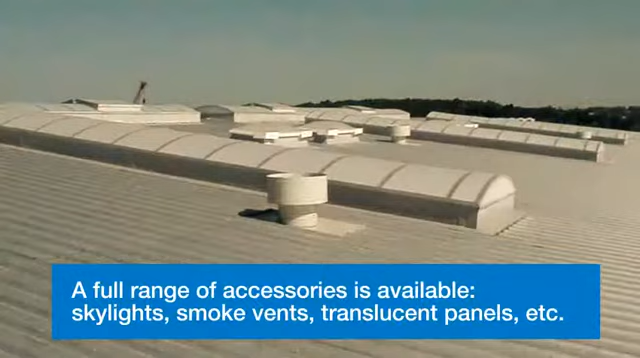 A full range of accessories is available:
skylights, smoke vents, translucent panels, etc.